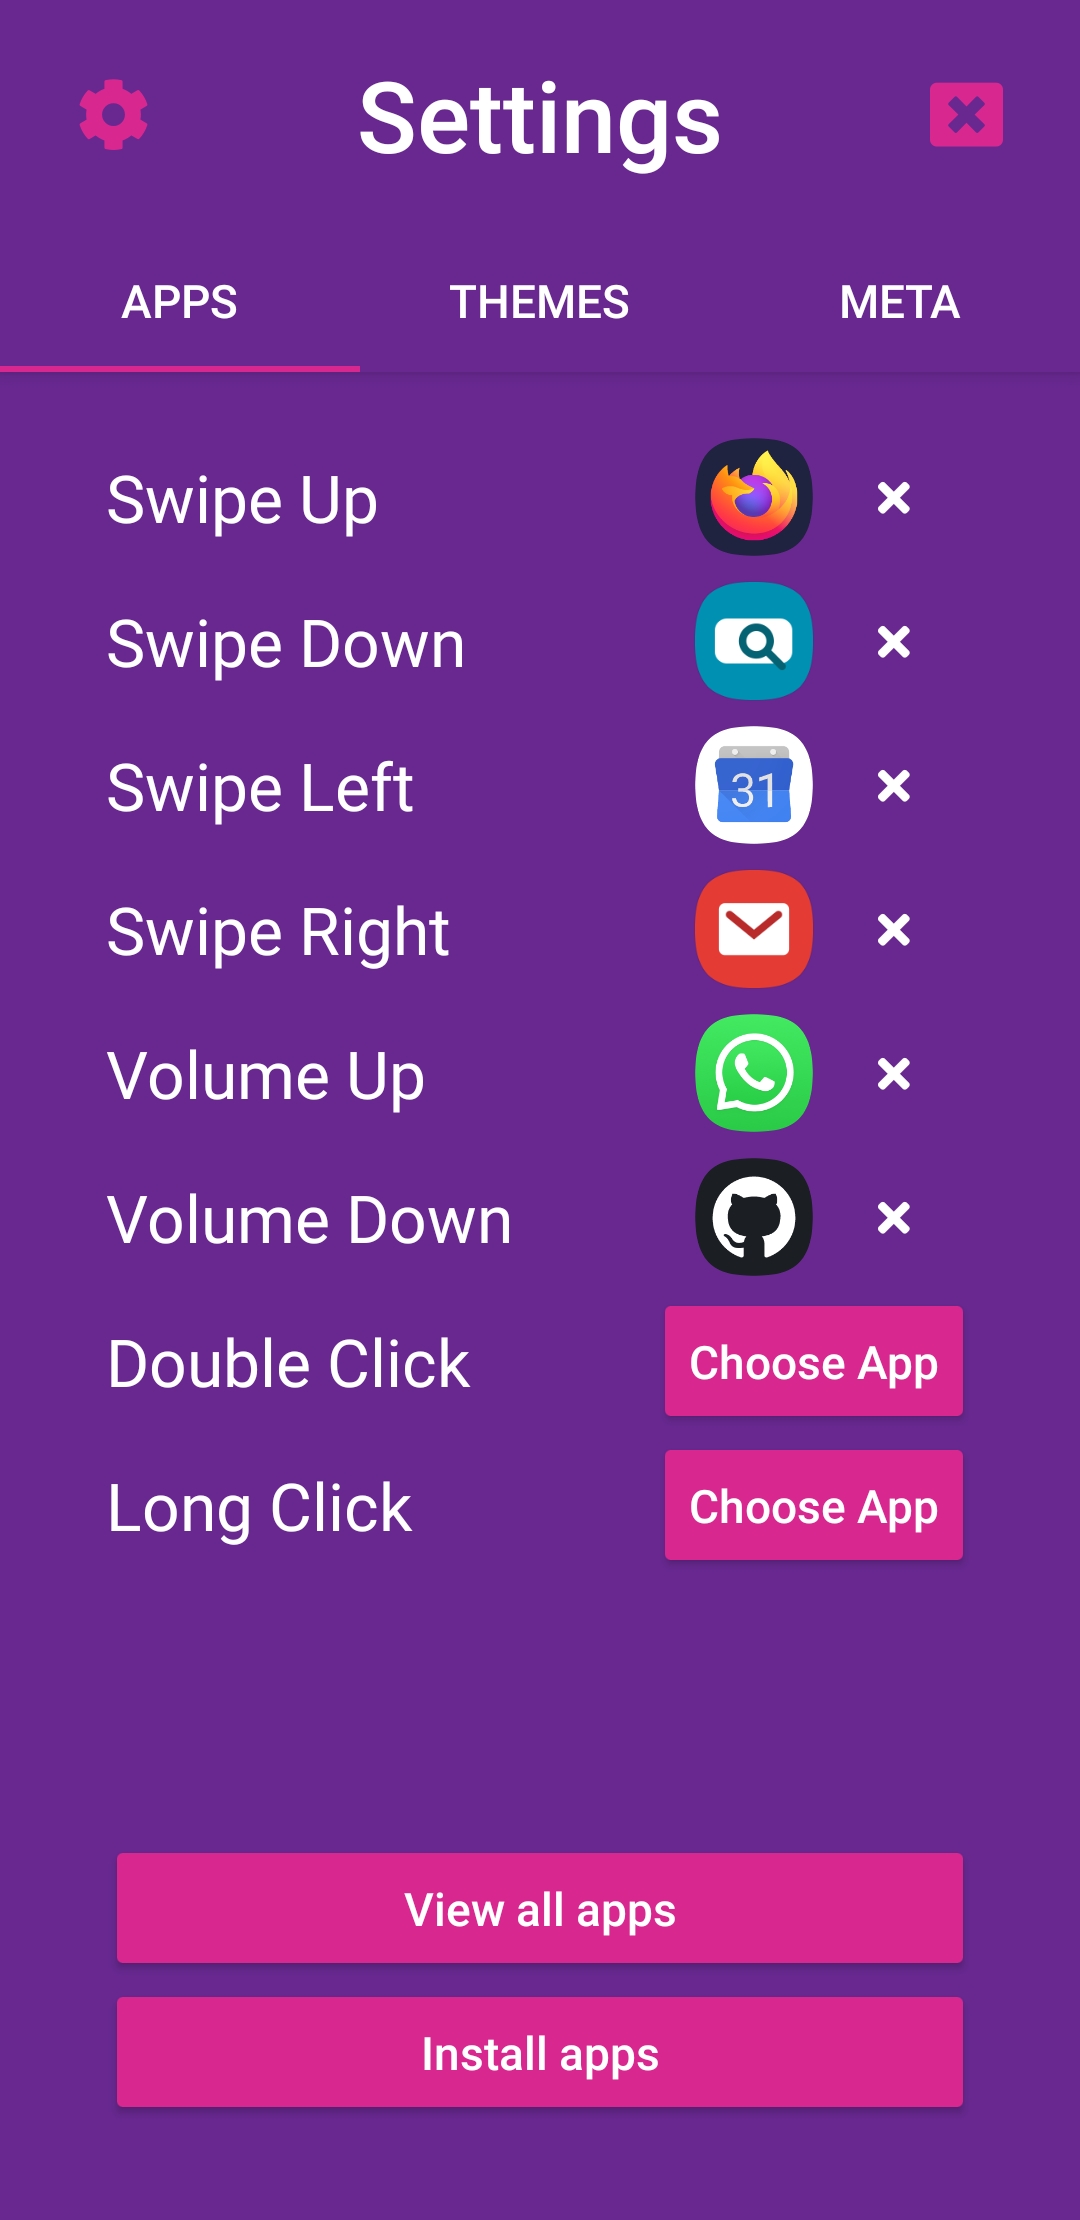 Settings
APPS THEMES META
Swipe Up
Swipe Down
Swipe Left 31
Swipe Right
Volume Up
Volume Down
Double Click Choose App
Long Click Choose App
View all apps
Install apps